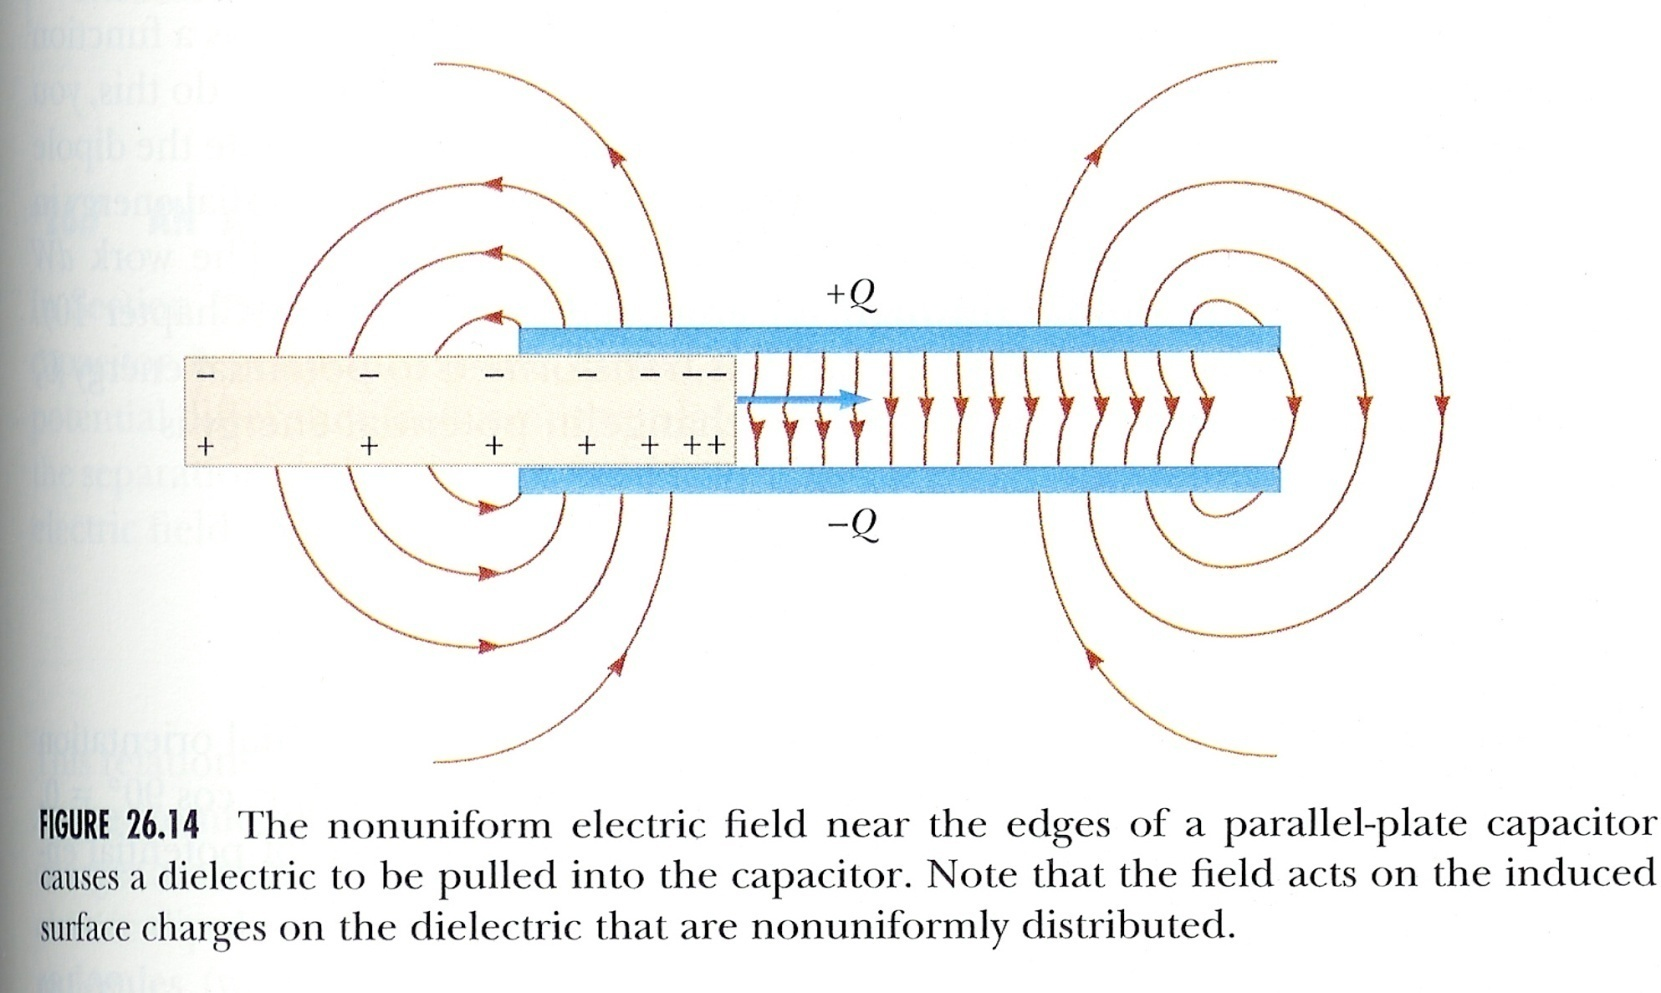 +Q
− − − − − − −
+ + + + + + +
−Q
FIGURE 26.14 The nonuniform electric field near the edges of a parallel-plate capacitor
causes a dielectric to be pulled into the capacitor. Note that the field acts on the induced
surface charges on the dielectric that are nonuniformly distributed.